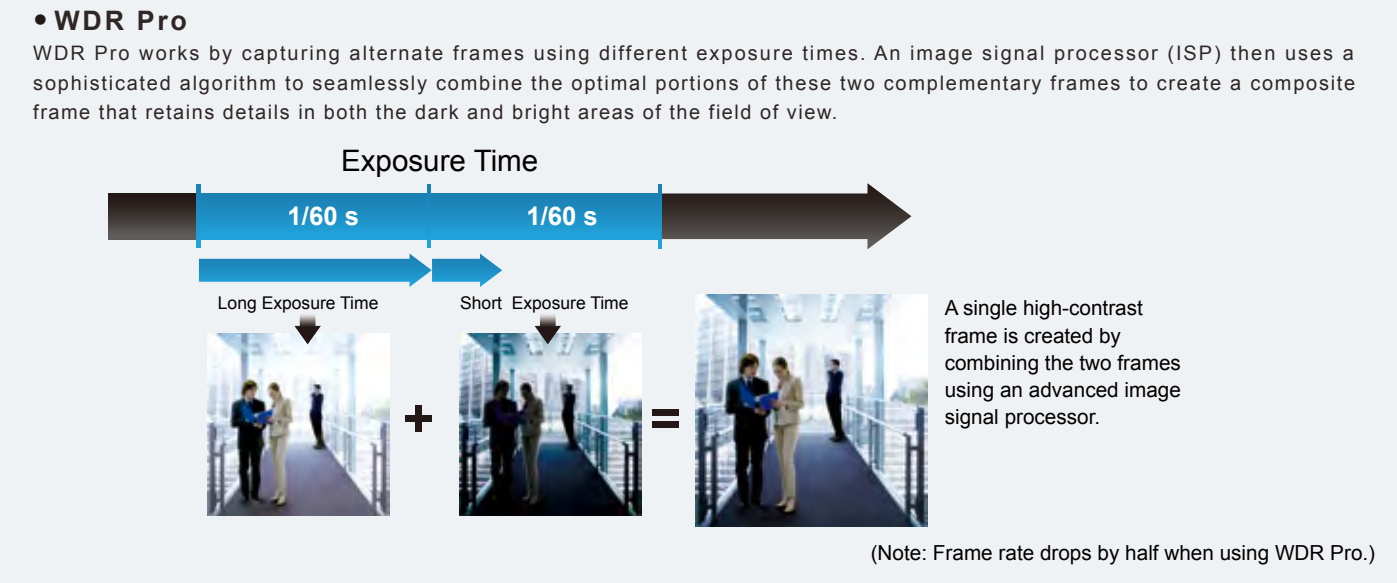 • WDR Pro
WDR Pro works by capturing alternate frames using different exposure times. An image signal processor (ISP) then uses a
sophisticated algorithm to seamlessly combine the optimal portions of these two complementary frames to create a composite
frame that retains details in both the dark and bright areas of the field of view.
Exposure Time
1/60 s 1/60 s
Long Exposure Time Short Exposure Time
+ =
A single high-contrast
frame is created by
combining the two frames
using an advanced image
signal processor.
(Note: Frame rate drops by half when using WDR Pro.)